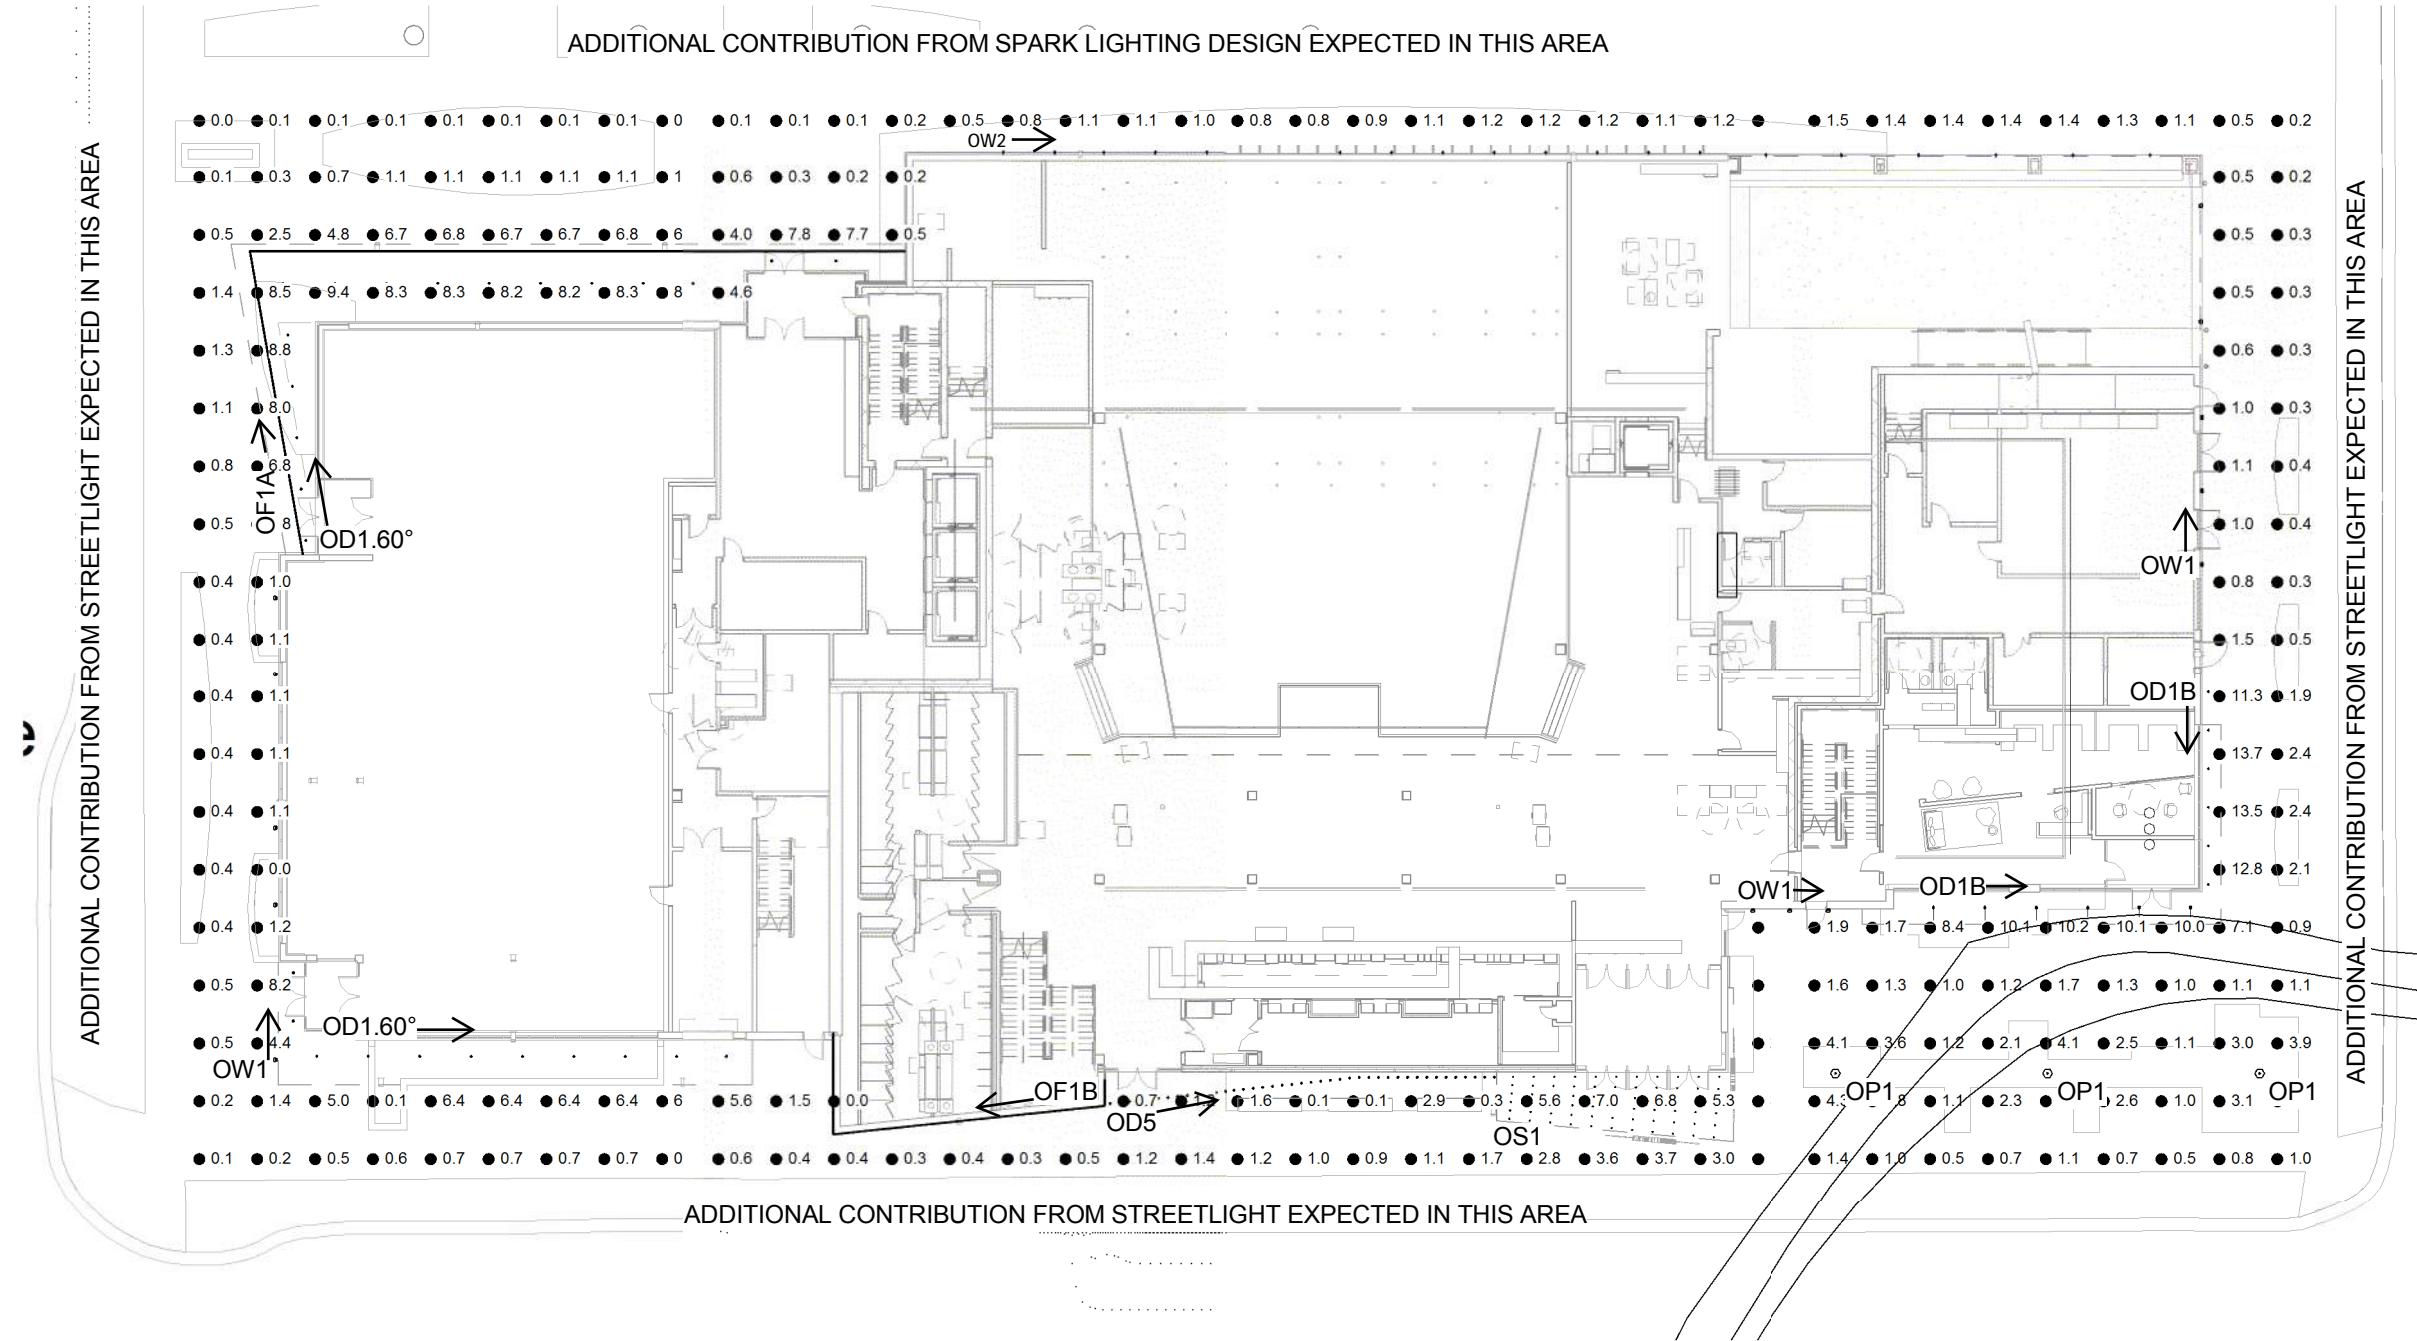 ADDITIONAL CONTRIBUTION FROM SPARK LIGHTING DESIGN EXPECTED IN THIS AREA
0.0 0.1 0.1 0.1 0.1 0.1 0.1 0.1 0 0.1 0.1 0.1 0.2 0.5 0.8 1.1 1.1 1.0 0.8 0.8 0.9 1.1 1.2 1.2 1.2 1.1 1.2 1.5 1.4 1.4 1.4 1.4 1.3 1.1 0.5 0.2
OW2
0.1 0.3 0.7 1.1 1.1 1.1 1.1 1.1 1 0.6 0.3 0.2 0.2 0.5 0.2
0.5 2.5 4.8 6.7 6.8 6.7 6.7 6.8 6 4.0 7.8 7.7 0.5 0.5 0.3
1.4 8.5 9.4 8.3 8.3 8.2 8.2 8.3 8 4.6 0.5 0.3
1.3 8.8 0.6 0.3
1.1 8.0 1.0 0.3
0.8 6.8 1.1 0.4
OF1A
0.5 8 1.0 0.4
OD1.60°
OW1
0.4 1.0 0.8 0.3
0.4 1.1 1.5 0.5
OD1B
0.4 1.1 11.3 1.9
0.4 1.1 13.7 2.4
0.4 1.1 13.5 2.4
0.4 0.0 12.8 2.1
OW1 OD1B
0.4 1.2 1.9 1.7 8.4 10.1 10.2 10.1 10.0 7.1 0.9
0.5 8.2 1.6 1.3 1.0 1.2 1.7 1.3 1.0 1.1 1.1
OD1.60°
0.5 4.4 4.1 3.6 1.2 2.1 4.1 2.5 1.1 3.0 3.9
OW1
OF1B OP1 OP1 OP1
0.2 1.4 5.0 0.1 6.4 6.4 6.4 6.4 6 5.6 1.5 0.0 0.7 1.6 0.1 0.1 2.9 0.3 5.6 7.0 6.8 5.3 8 1.1 2.3 2.6 1.0 3.1
OD5
OS1
0.1 0.2 0.5 0.6 0.7 0.7 0.7 0.7 0 0.6 0.4 0.4 0.3 0.4 0.3 0.5 1.2 1.4 1.2 1.0 0.9 1.1 1.7 2.8 3.6 3.7 3.0 1.4 1.0 0.5 0.7 1.1 0.7 0.5 0.8 1.0
ADDITIONAL CONTRIBUTION FROM STREETLIGHT EXPECTED IN THIS AREA
ADDITIONAL CONTRIBUTION FROM STREETLIGHT EXPECTED IN THIS AREA
ADDITIONAL CONTRIBUTION FROM STREETLIGHT EXPECTED IN THIS AREA